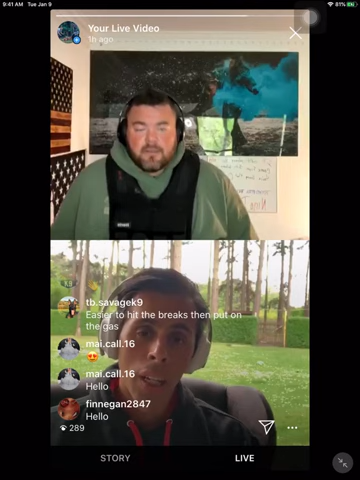 9:41 AM Tue Jan 9
81%
Your Live Video
1h ago
tb.savagek9
Easier to hit the breaks then put on
the gas
mai.call.16
😍
mai.call.16
Hello
finnegan2847
Hello
289
STORY
LIVE